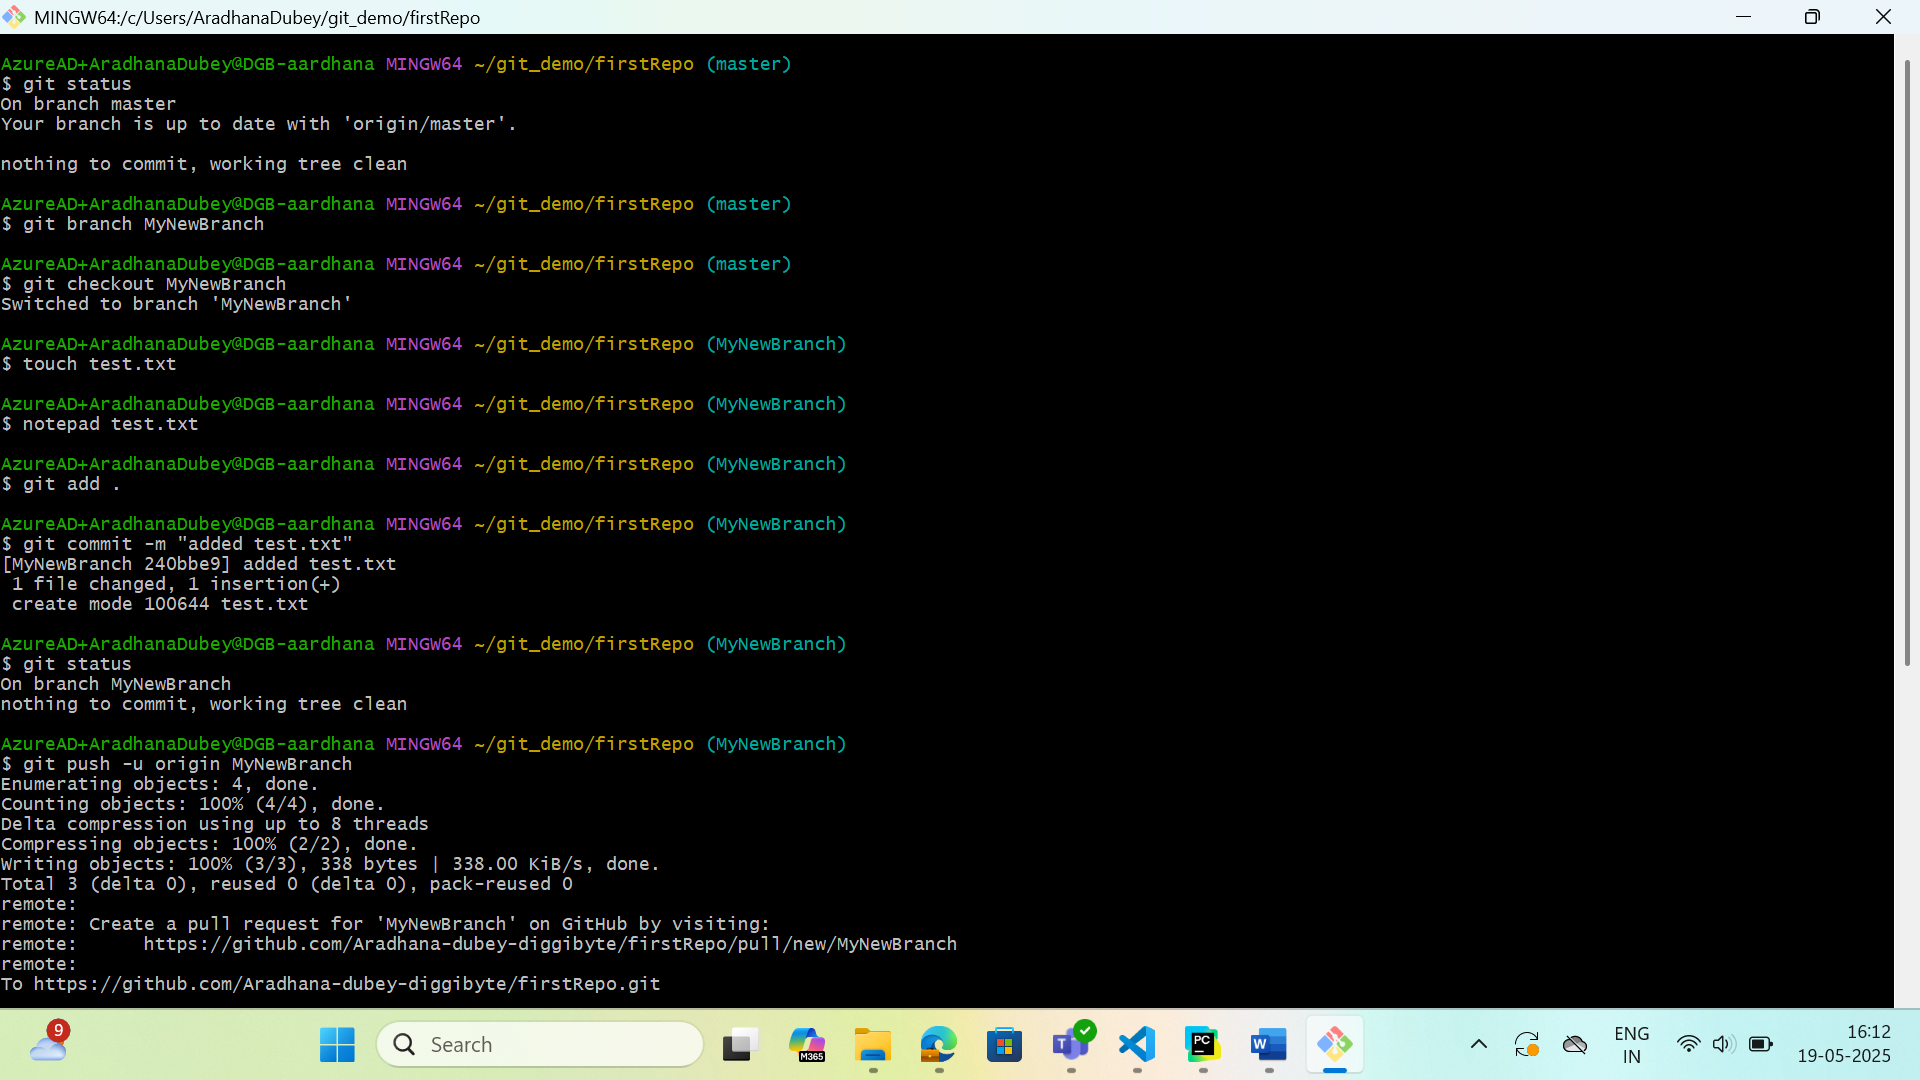 MINGW64:/c/Users/AradhanaDubey/git_demo/firstRepo
AzureAD+AradhanaDubey@DGB-aardhana MINGW64 ~/git_demo/firstRepo (master)
$ git status
On branch master
Your branch is up to date with 'origin/master'.
nothing to commit, working tree clean
AzureAD+AradhanaDubey@DGB-aardhana MINGW64 ~/git_demo/firstRepo (master)
$ git branch MyNewBranch
AzureAD+AradhanaDubey@DGB-aardhana MINGW64 ~/git_demo/firstRepo (master)
$ git checkout MyNewBranch
Switched to branch 'MyNewBranch'
AzureAD+AradhanaDubey@DGB-aardhana MINGW64 ~/git_demo/firstRepo (MyNewBranch)
$ touch test.txt
AzureAD+AradhanaDubey@DGB-aardhana MINGW64 ~/git_demo/firstRepo (MyNewBranch)
$ notepad test.txt
AzureAD+AradhanaDubey@DGB-aardhana MINGW64 ~/git_demo/firstRepo (MyNewBranch)
$ git add .
AzureAD+AradhanaDubey@DGB-aardhana MINGW64 ~/git_demo/firstRepo (MyNewBranch)
$ git commit -m "added test.txt"
[MyNewBranch 240bbe9] added test.txt
1 file changed, 1 insertion(+)
create mode 100644 test.txt
AzureAD+AradhanaDubey@DGB-aardhana MINGW64 ~/git_demo/firstRepo (MyNewBranch)
$ git status
On branch MyNewBranch
nothing to commit, working tree clean
AzureAD+AradhanaDubey@DGB-aardhana MINGW64 ~/git_demo/firstRepo (MyNewBranch)
$ git push -u origin MyNewBranch
Enumerating objects: 4, done.
Counting objects: 100% (4/4), done.
Delta compression using up to 8 threads
Compressing objects: 100% (2/2), done.
Writing objects: 100% (3/3), 338 bytes | 338.00 KiB/s, done.
Total 3 (delta 0), reused 0 (delta 0), pack-reused 0
remote:
remote: Create a pull request for 'MyNewBranch' on GitHub by visiting:
remote:      https://github.com/Aradhana-dubey-diggibyte/firstRepo/pull/new/MyNewBranch
remote:
To https://github.com/Aradhana-dubey-diggibyte/firstRepo.git
9
Search
M365
T
PC
W
ENG
IN
16:12
19-05-2025